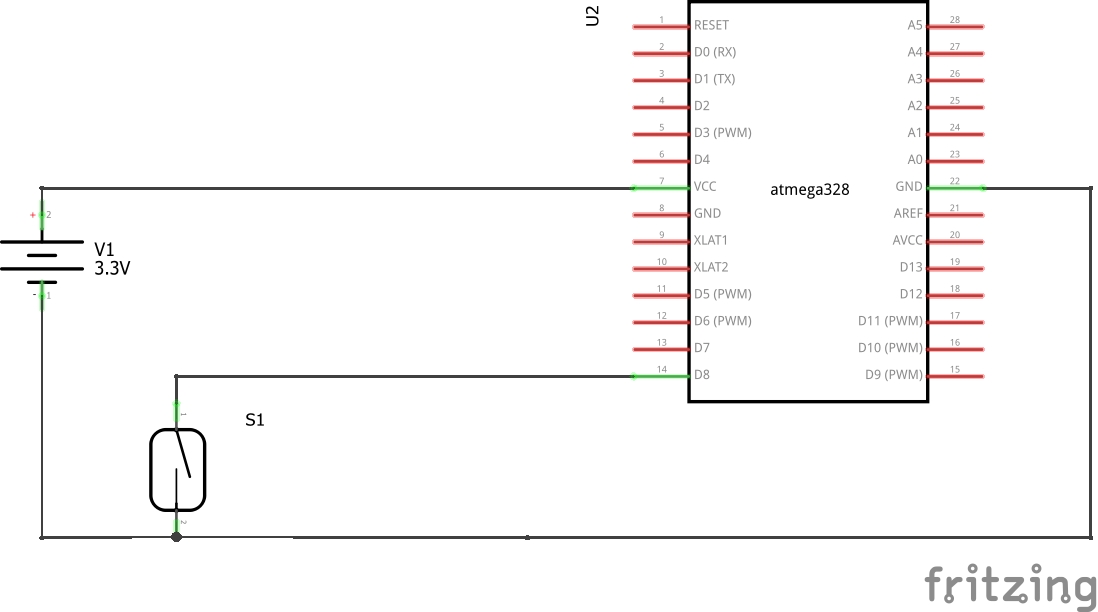 U2
1 RESET A5 28
2 D0 (RX) A4 27
3 D1 (TX) A3 26
4 D2 A2 25
5 D3 (PWM) A1 24
6 D4 A0 23
7 VCC atmega328 GND 22
8 GND AREF 21
9 XLAT1 AVCC 20
10 XLAT2 D13 19
11 D5 (PWM) D12 18
12 D6 (PWM) D11 (PWM) 17
13 D7 D10 (PWM) 16
14 D8 D9 (PWM) 15
+ 2
V1
3.3V
- 1
1
S1
2
fritzing